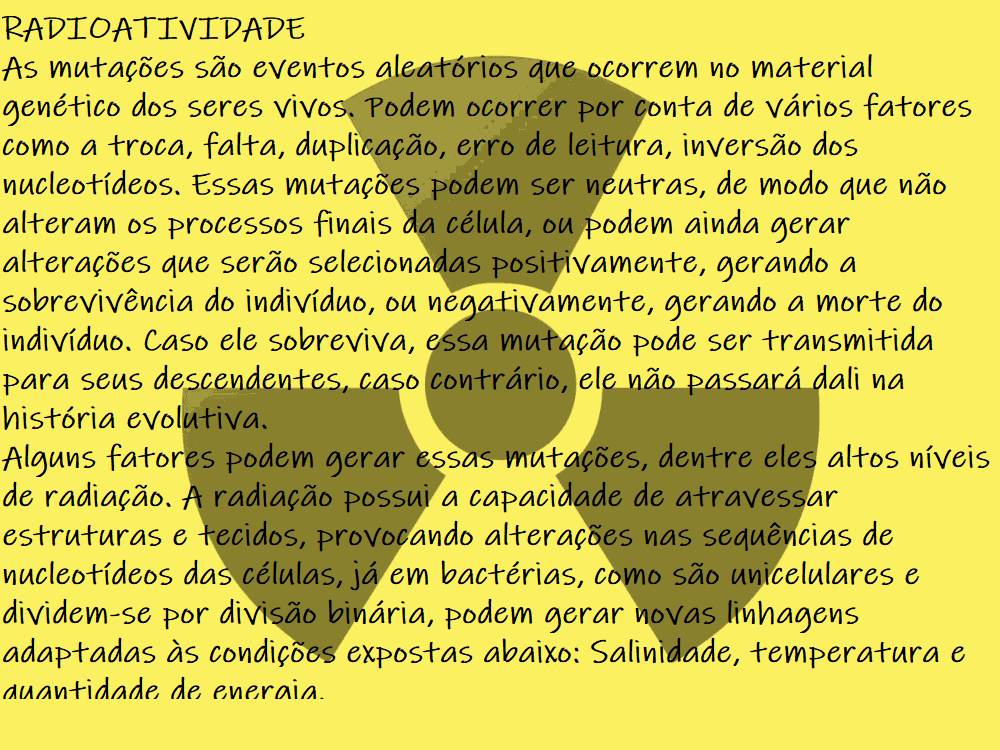 RADIOATIVIDADE
As mutações são eventos aleatórios que ocorrem no material
genético dos seres vivos. Podem ocorrer por conta de vários fatores
como a troca, falta, duplicação, erro de leitura, inversão dos
nucleotídeos. Essas mutações podem ser neutras, de modo que não
alteram os processos finais da célula, ou podem ainda gerar
alterações que serão selecionadas positivamente, gerando a
sobrevivência do indivíduo, ou negativamente, gerando a morte do
indivíduo. Caso ele sobreviva, essa mutação pode ser transmitida
para seus descendentes, caso contrário, ele não passará dali na
história evolutiva.
Alguns fatores podem gerar essas mutações, dentre eles altos níveis
de radiação. A radiação possui a capacidade de atravessar
estruturas e tecidos, provocando alterações nas sequências de
nucleotídeos das células, já em bactérias, como são unicelulares e
dividem-se por divisão binária, podem gerar novas linhagens
adaptadas às condições expostas abaixo: Salinidade, temperatura e
quantidade de energia.